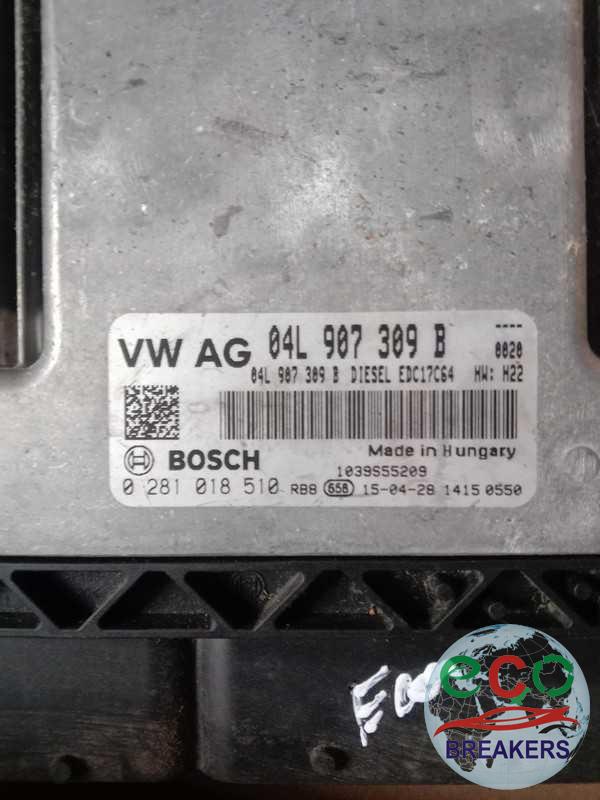 VW AG 04L 907 309 B ----
0020
04L 907 309 B DIESEL EDC17C64 HW: H22
Made in Hungary
BOSCH 1039S55209
0 281 018 510 RB8 658 15-04-28 1415 0550
eco
BREAKERS